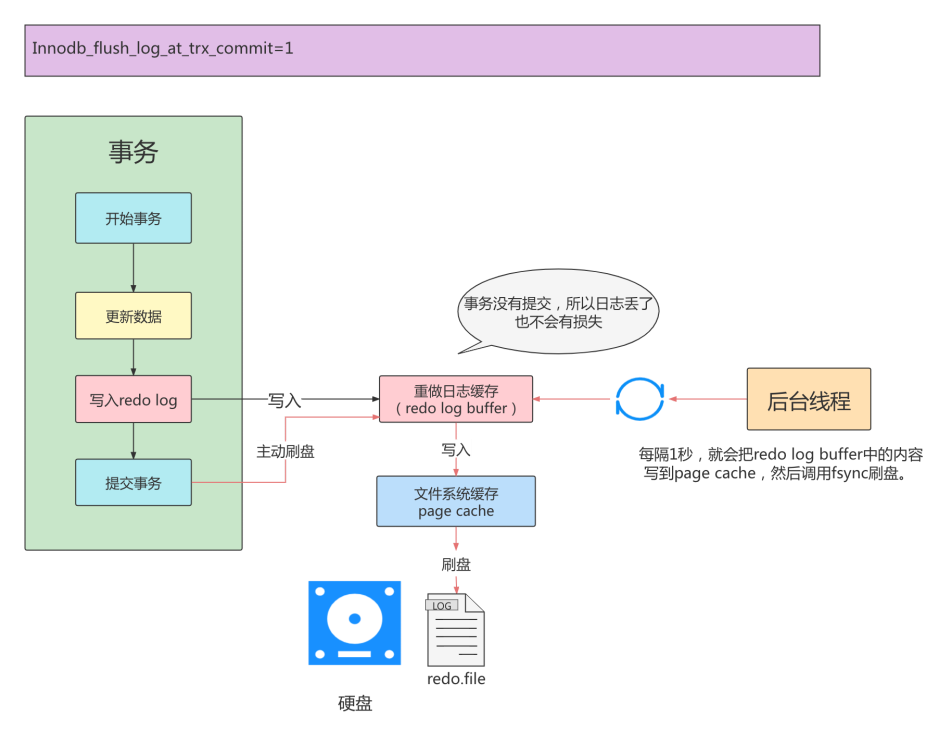 Innodb_flush_log_at_trx_commit=1
事务
开始事务
更新数据
写入redo log
提交事务
写入
主动刷盘
事务没有提交，所以日志丢了
也不会有损失
重做日志缓存
（redo log buffer）
写入
文件系统缓存
page cache
刷盘
LOG
redo.file
硬盘
后台线程
每隔1秒，就会把redo log buffer中的内容
写到page cache，然后调用fsync刷盘。